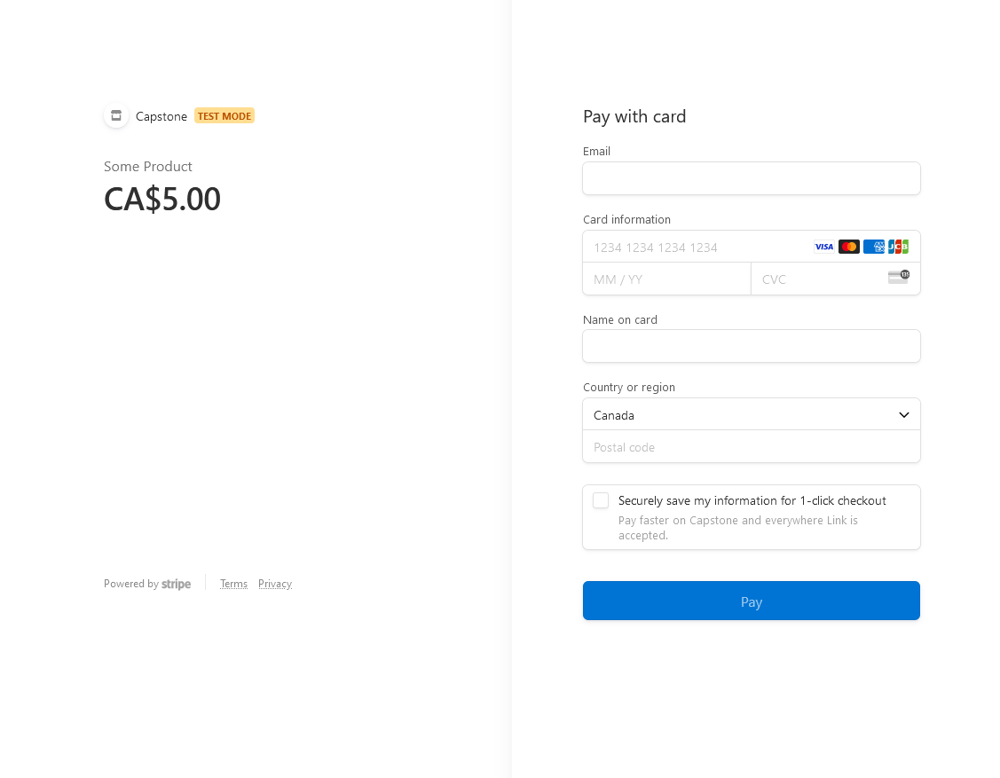 Capstone TEST MODE
Some Product
CA$5.00
Powered by stripe Terms Privacy
Pay with card
Email
Card information
1234 1234 1234 1234 VISA AMEX JCB
MM / YY CVC 135
Name on card
Country or region
Canada
Postal code
Securely save my information for 1-click checkout
Pay faster on Capstone and everywhere Link is
accepted.
Pay